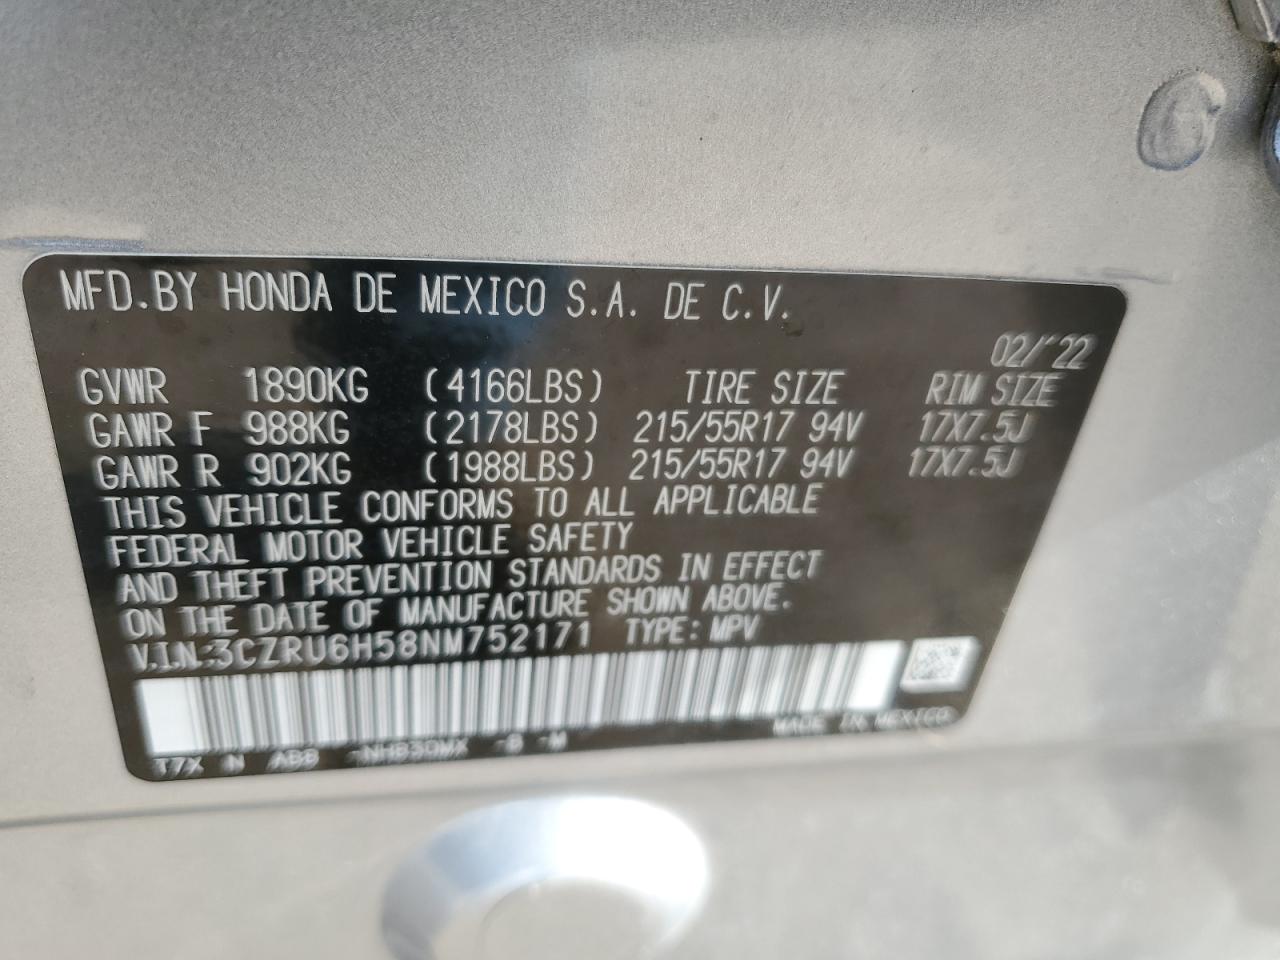 MFD.BY HONDA DE MEXICO S.A. DE C.V.
02/'22
GVWR 1890KG (4166LBS) TIRE SIZE RIM SIZE
GAWR F 988KG (2178LBS) 215/55R17 94V 17X7.5J
GAWR R 902KG (1988LBS) 215/55R17 94V 17X7.5J
THIS VEHICLE CONFORMS TO ALL APPLICABLE
FEDERAL MOTOR VEHICLE SAFETY
AND THEFT PREVENTION STANDARDS IN EFFECT
ON THE DATE OF MANUFACTURE SHOWN ABOVE.
V.I.N:3CZRU6H58NM752171 TYPE:MPV
MADE IN MEXICO
T7X N ABB -NH830MX -B -M